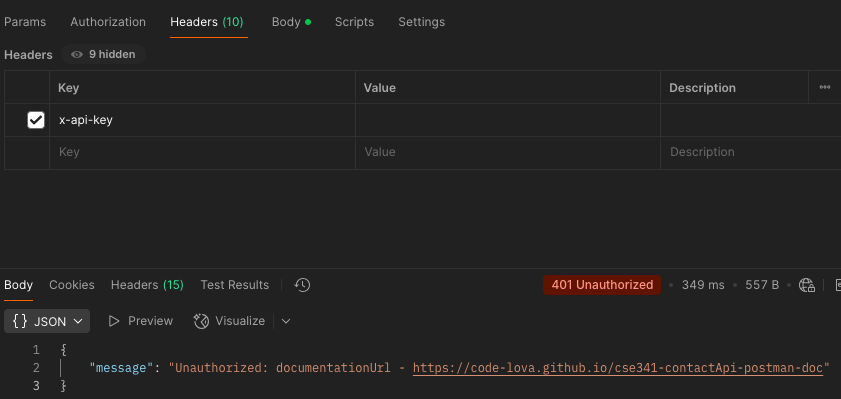 Params Authorization Headers (10) Body Scripts Settings
Headers 9 hidden
Key Value Description
x-api-key
Key Value Description
Body Cookies Headers (15) Test Results 401 Unauthorized 349 ms 557 B
{} JSON Preview Visualize
1 {
2 "message": "Unauthorized: documentationUrl - https://code-lova.github.io/cse341-contactApi-postman-doc"
3 }